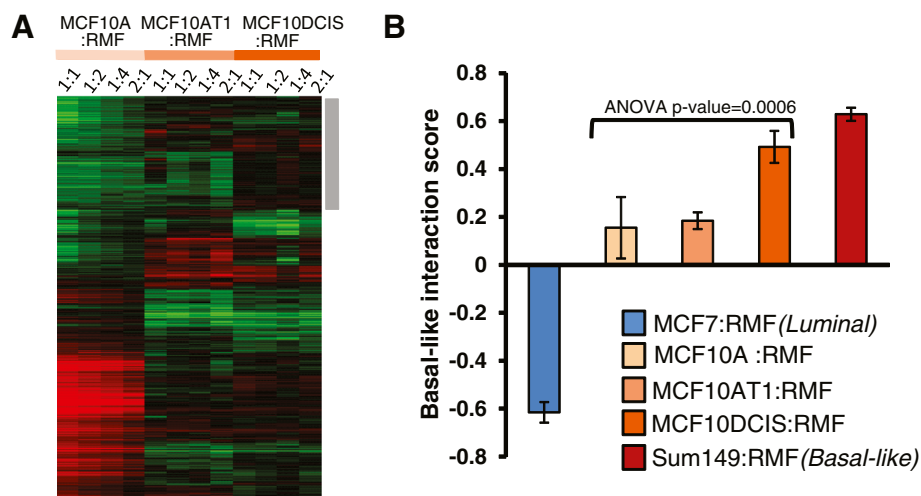 A
MCF10A MCF10AT1 MCF10DCIS
:RMF :RMF :RMF
1:1 1:2 1:4 2:1 1:1 1:2 1:4 2:1 1:1 1:2 1:4 2:1
B
Basal-like interaction score
0.8
0.6
0.4
0.2
0
-0.2
-0.4
-0.6
-0.8
ANOVA p-value=0.0006
MCF7:RMF(Luminal)
MCF10A :RMF
MCF10AT1:RMF
MCF10DCIS:RMF
Sum149:RMF(Basal-like)